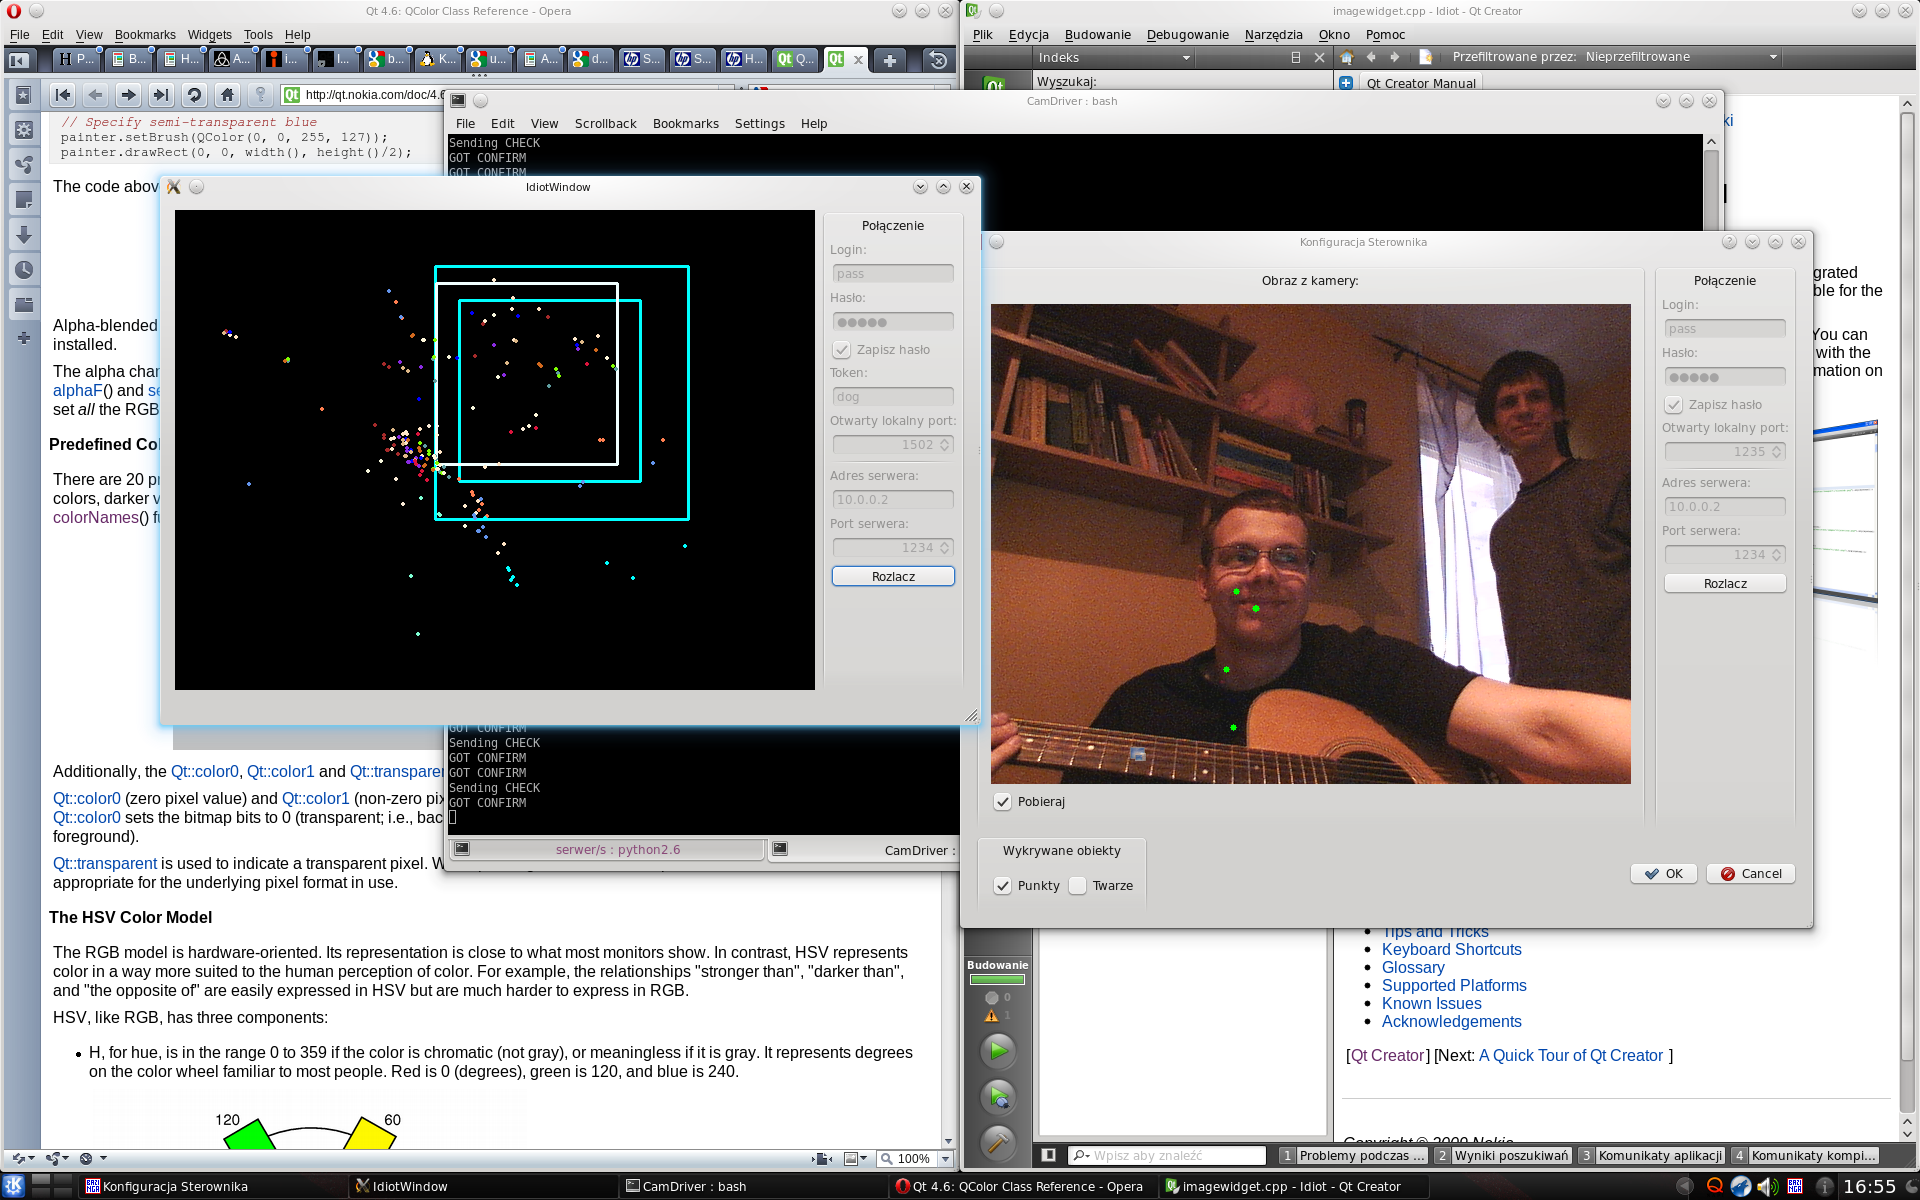 Qt 4.6: QColor Class Reference - Opera
File Edit View Bookmarks Widgets Tools Help
H P... B... H... A... i... I... b... K... u... A... d... S... S... H... Q...
http://qt.nokia.com/doc/4.6
// Specify semi-transparent blue
painter.setBrush(QColor(0, 0, 255, 127));
painter.drawRect(0, 0, width(), height()/2);
The code abov
Alpha-blended
installed.
The alpha chan
alphaF() and se
set all the RGB
Predefined Col
There are 20 pr
colors, darker v
colorNames() fu
Additionally, the Qt::color0, Qt::color1 and Qt::transparen
Qt::color0 (zero pixel value) and Qt::color1 (non-zero pix
Qt::color0 sets the bitmap bits to 0 (transparent; i.e., bac
foreground).
Qt::transparent is used to indicate a transparent pixel. W
appropriate for the underlying pixel format in use.
The HSV Color Model
The RGB model is hardware-oriented. Its representation is close to what most monitors show. In contrast, HSV represents
color in a way more suited to the human perception of color. For example, the relationships "stronger than", "darker than",
and "the opposite of" are easily expressed in HSV but are much harder to express in RGB.
HSV, like RGB, has three components:
H, for hue, is in the range 0 to 359 if the color is chromatic (not gray), or meaningless if it is gray. It represents degrees
on the color wheel familiar to most people. Red is 0 (degrees), green is 120, and blue is 240.
120 60
100%
CamDriver : bash
File Edit View Scrollback Bookmarks Settings Help
Sending CHECK
GOT CONFIRM
GOT CONFIRM
GOT CONFIRM
Sending CHECK
GOT CONFIRM
GOT CONFIRM
Sending CHECK
GOT CONFIRM
serwer/s : python2.6
CamDriver :
IdiotWindow
Połączenie
Login:
pass
Hasło:
Zapisz hasło
Token:
dog
Otwarty lokalny port:
1502
Adres serwera:
10.0.0.2
Port serwera:
1234
Rozlacz
imagewidget.cpp - Idiot - Qt Creator
Plik Edycja Budowanie Debugowanie Narzędzia Okno Pomoc
Indeks
Przefiltrowane przez: Nieprzefiltrowane
Wyszukaj:
Qt Creator Manual
ki
grated
ble for the
You can
with the
mation on
Konfiguracja Sterownika
Obraz z kamery:
Pobieraj
Wykrywane obiekty
Punkty Twarze
Połączenie
Login:
pass
Hasło:
Zapisz hasło
Otwarty lokalny port:
1235
Adres serwera:
10.0.0.2
Port serwera:
1234
Rozlacz
OK Cancel
Tips and Tricks
Keyboard Shortcuts
Glossary
Supported Platforms
Known Issues
Acknowledgements
[Qt Creator] [Next: A Quick Tour of Qt Creator ]
Copyright © 2009 Nokia
Budowanie
0
1
Wpisz aby znaleźć
1 Problemy podczas ... 2 Wyniki poszukiwań 3 Komunikaty aplikacji 4 Komunikaty kompi...
Konfiguracja Sterownika IdiotWindow CamDriver : bash Qt 4.6: QColor Class Reference - Opera imagewidget.cpp - Idiot - Qt Creator 16:55